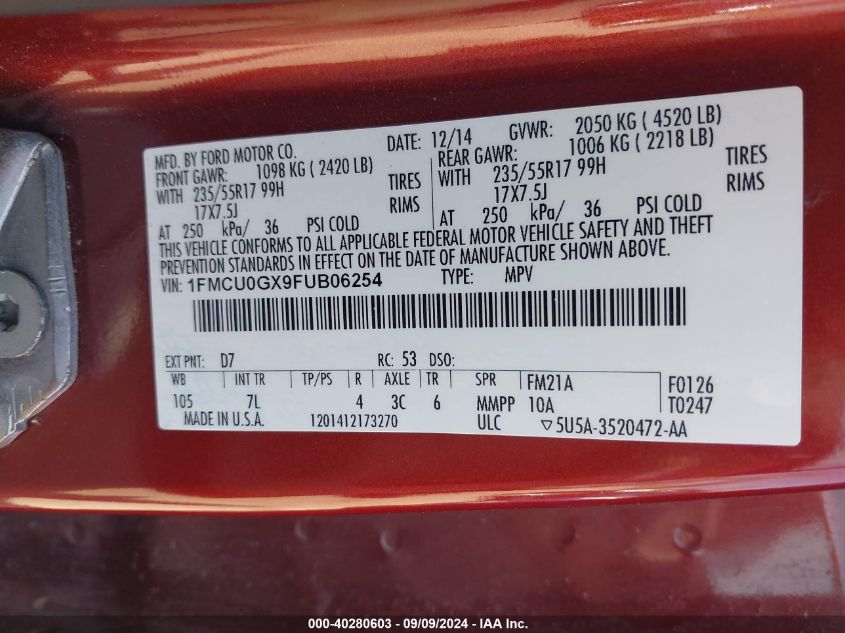 MFD. BY FORD MOTOR CO. DATE: 12/14 GVWR: 2050 KG ( 4520 LB)
FRONT GAWR: 1098 KG ( 2420 LB) REAR GAWR: 1006 KG ( 2218 LB)
WITH 235/55R17 99H TIRES WITH 235/55R17 99H TIRES
17X7.5J RIMS 17X7.5J RIMS
AT 250 kPa/ 36 PSI COLD AT 250 kPa/ 36 PSI COLD
THIS VEHICLE CONFORMS TO ALL APPLICABLE FEDERAL MOTOR VEHICLE SAFETY AND THEFT
PREVENTION STANDARDS IN EFFECT ON THE DATE OF MANUFACTURE SHOWN ABOVE.
VIN: 1FMCU0GX9FUB06254 TYPE: MPV
EXT PNT: D7 RC: 53 DSO:
WB INT TR TP/PS R AXLE TR SPR FM21A F0126
105 7L 4 3C 6 MMPP 10A T0247
MADE IN U.S.A. 1201412173270 ULC ▽5U5A-3520472-AA
000-40280603 - 09/09/2024 - IAA Inc.